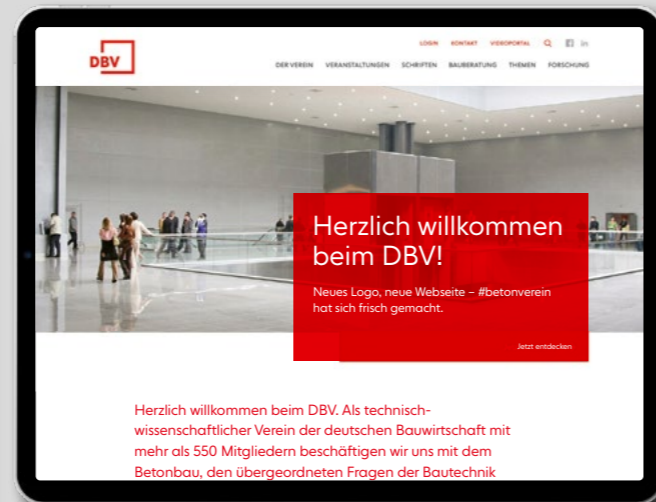 DBV
LOGIN KONTAKT VIDEOPORTAL
DER VEREIN VERANSTALTUNGEN SCHRIFTEN BAUBERATUNG THEMEN FORSCHUNG
Herzlich willkommen
beim DBV!
Neues Logo, neue Webseite – #betonverein
hat sich frisch gemacht.
Jetzt entdecken
Herzlich willkommen beim DBV. Als technisch-
wissenschaftlicher Verein der deutschen Bauwirtschaft mit
mehr als 550 Mitgliedern beschäftigen wir uns mit dem
Betonbau, den übergeordneten Fragen der Bautechnik